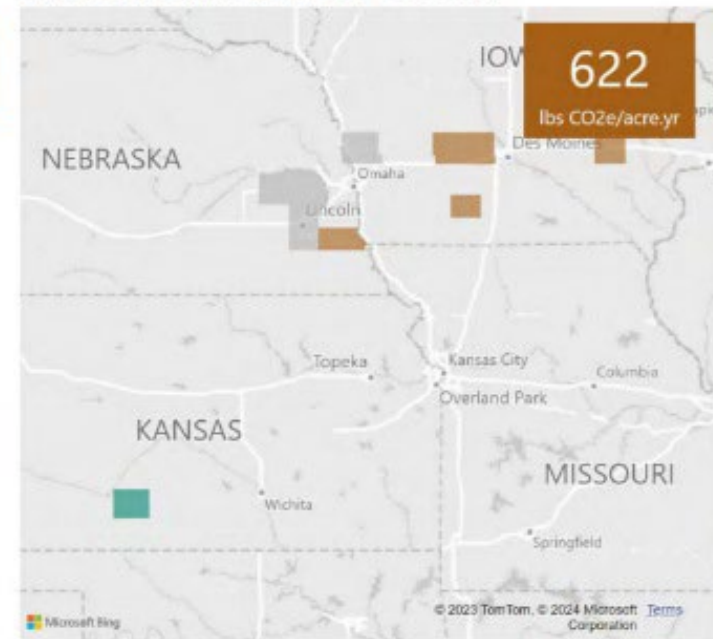 IOW
622
lbs CO2e/acre.yr
Des Moines
NEBRASKA
Omaha
Lincoln
Topeka
Kansas City
Columbia
Overland Park
KANSAS
MISSOURI
Wichita
Springfield
Microsoft Bing
© 2023 TomTom, © 2024 Microsoft Terms
Corporation